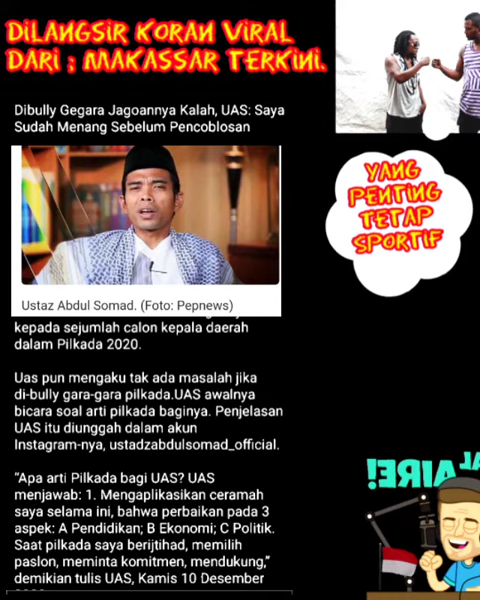 DILANGSIR KORAN VIRAL
DARI ; MAKASSAR TERKINI.
Dibully Gegara Jagoannya Kalah, UAS: Saya
Sudah Menang Sebelum Pencoblosan
YANG
PENTING
TETAP
SPORTIF
Ustaz Abdul Somad. (Foto: Pepnews)
kepada sejumlah calon kepala daerah
dalam Pilkada 2020.
Uas pun mengaku tak ada masalah jika
di-bully gara-gara pilkada.UAS awalnya
bicara soal arti pilkada baginya. Penjelasan
UAS itu diunggah dalam akun
Instagram-nya, ustadzabdulsomad_official.
"Apa arti Pilkada bagi UAS? UAS
menjawab: 1. Mengaplikasikan ceramah
saya selama ini, bahwa perbaikan pada 3
aspek: A Pendidikan; B Ekonomi; C Politik.
Saat pilkada saya berijtihad, memilih
paslon, meminta komitmen, mendukung,"
demikian tulis UAS, Kamis 10 Desember
AL
AIRE!